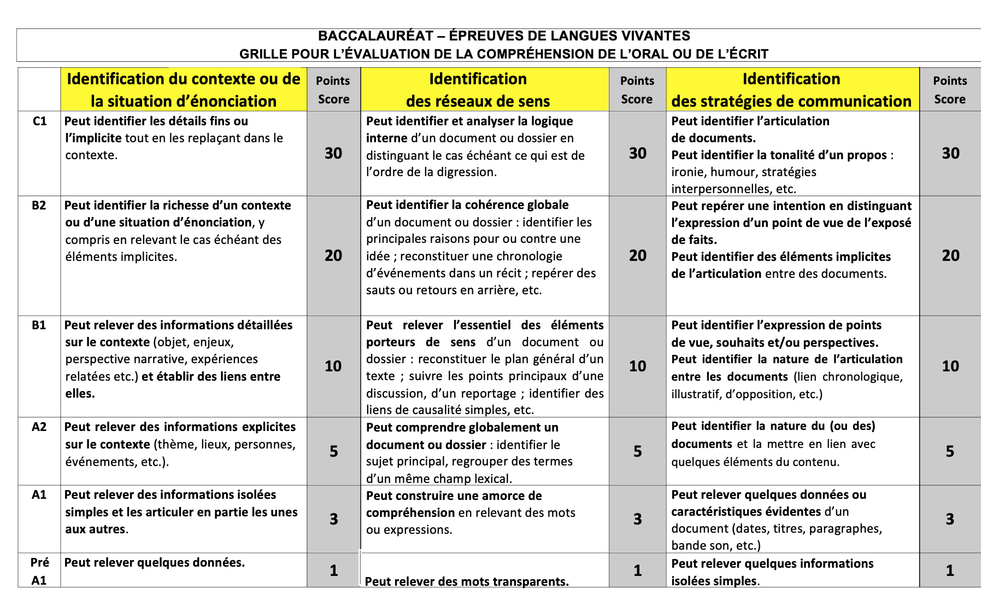 BACCALAURÉAT – ÉPREUVES DE LANGUES VIVANTES
GRILLE POUR L’ÉVALUATION DE LA COMPRÉHENSION DE L’ORAL OU DE L’ÉCRIT
Identification du contexte ou de
la situation d’énonciation
Points
Score
Identification
des réseaux de sens
Points
Score
Identification
des stratégies de communication
Points
Score
C1
Peut identifier les détails fins ou
l’implicite tout en les replaçant dans le
contexte.
30
Peut identifier et analyser la logique
interne d’un document ou dossier en
distinguant le cas échéant ce qui est de
l’ordre de la digression.
30
Peut identifier l’articulation
de documents.
Peut identifier la tonalité d’un propos :
ironie, humour, stratégies
interpersonnelles, etc.
30
B2
Peut identifier la richesse d’un contexte
ou d’une situation d’énonciation, y
compris en relevant le cas échéant des
éléments implicites.
20
Peut identifier la cohérence globale
d’un document ou dossier : identifier les
principales raisons pour ou contre une
idée ; reconstituer une chronologie
d’événements dans un récit ; repérer des
sauts ou retours en arrière, etc.
20
Peut repérer une intention en distinguant
l’expression d’un point de vue de l’exposé
de faits.
Peut identifier des éléments implicites
de l’articulation entre des documents.
20
B1
Peut relever des informations détaillées
sur le contexte (objet, enjeux,
perspective narrative, expériences
relatées etc.) et établir des liens entre
elles.
10
Peut relever l’essentiel des éléments
porteurs de sens d’un document ou
dossier : reconstituer le plan général d’un
texte ; suivre les points principaux d’une
discussion, d’un reportage ; identifier des
liens de causalité simples, etc.
10
Peut identifier l’expression de points
de vue, souhaits et/ou perspectives.
Peut identifier la nature de l’articulation
entre les documents (lien chronologique,
illustratif, d’opposition, etc.)
10
A2
Peut relever des informations explicites
sur le contexte (thème, lieux, personnes,
événements, etc.).
5
Peut comprendre globalement un
document ou dossier : identifier le
sujet principal, regrouper des termes
d’un même champ lexical.
5
Peut identifier la nature du (ou des)
documents et la mettre en lien avec
quelques éléments du contenu.
5
A1
Peut relever des informations isolées
simples et les articuler en partie les unes
aux autres.
3
Peut construire une amorce de
compréhension en relevant des mots
ou expressions.
3
Peut relever quelques données ou
caractéristiques évidentes d’un
document (dates, titres, paragraphes,
bande son, etc.)
3
Pré
A1
Peut relever quelques données.
1
Peut relever des mots transparents.
1
Peut relever quelques informations
isolées simples.
1